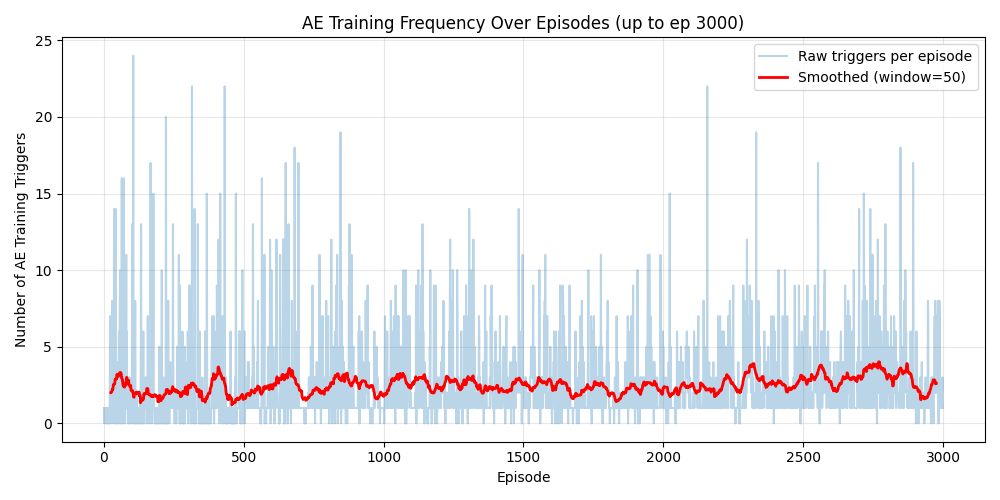 AE Training Frequency Over Episodes (up to ep 3000)
Raw triggers per episode
Smoothed (window=50)
Number of AE Training Triggers
25
20
15
10
5
0
0 500 1000 1500 2000 2500 3000
Episode